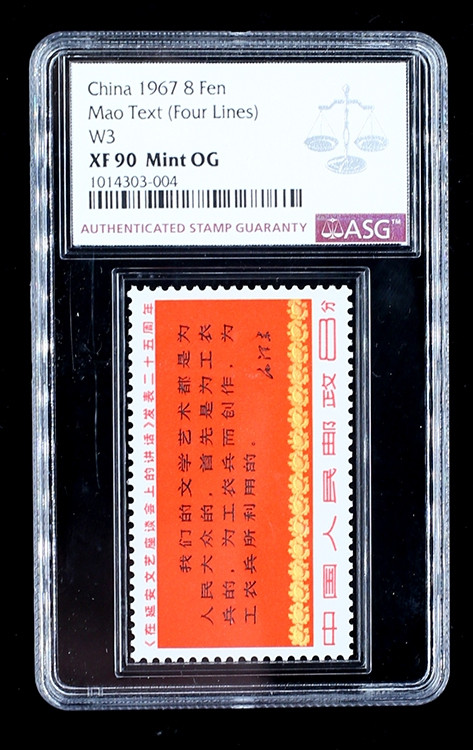 China 1967 8 Fen
Mao Text (Four Lines)
W3
XF 90 Mint OG
1014303-004
AUTHENTICATED STAMP GUARANTY
ASG™
《在延安文艺座谈会上的讲话》发表二十五周年
我们的文学艺术都是为
人民大众的，首先是为工农
兵的，为工农兵而创作，为
工农兵所利用的。
毛泽东
中国人民邮政 8分